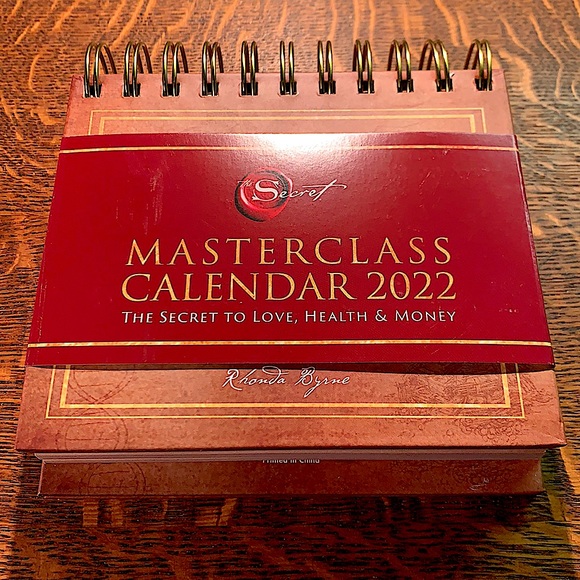 the Secret
MASTERCLASS
CALENDAR 2022
THE SECRET TO LOVE, HEALTH & MONEY
Rhonda Byrne
Printed in China